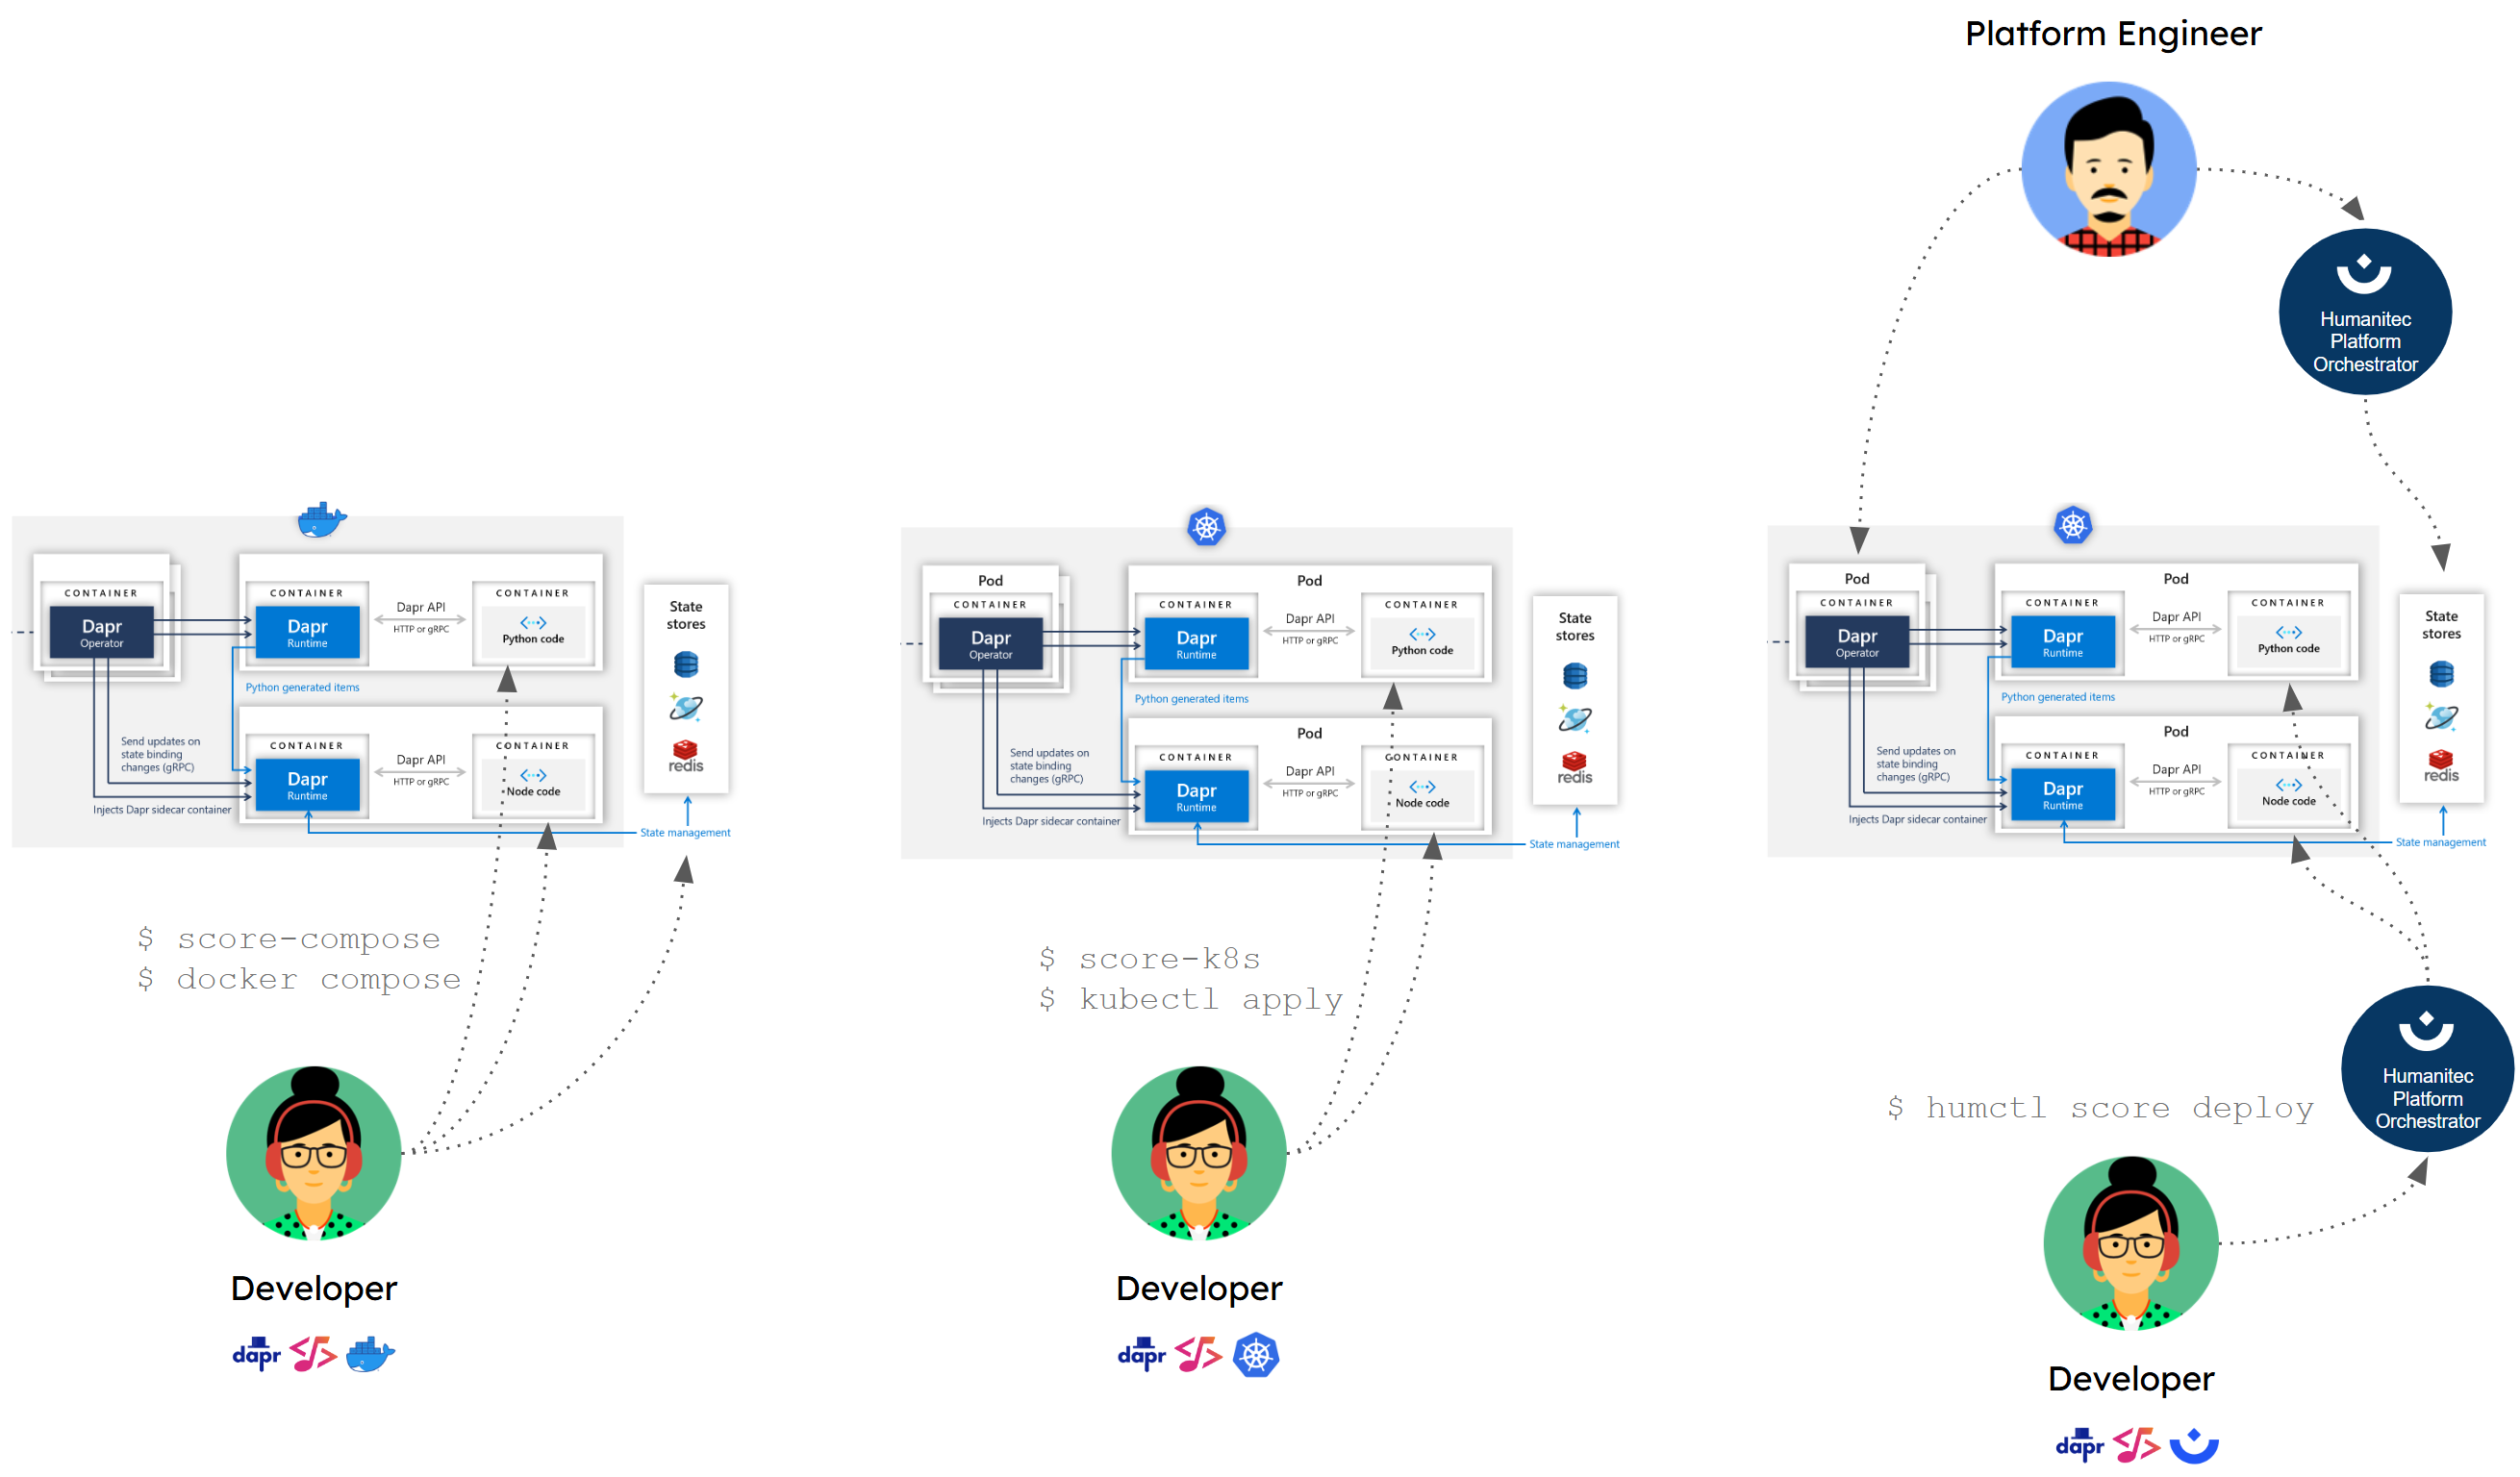 Platform Engineer
Humanitec
Platform
Orchestrator
CONTAINER
Dapr
Operator
CONTAINER
Dapr
Runtime
Dapr API
HTTP or gRPC
CONTAINER
Python code
Python generated items
Send updates on
state binding
changes (gRPC)
Injects Dapr sidecar container
CONTAINER
Dapr
Runtime
Dapr API
HTTP or gRPC
CONTAINER
Node code
State
stores
redis
State management
$ score-compose
$ docker compose
Developer
dapr
Pod
CONTAINER
Dapr
Operator
Pod
CONTAINER
Dapr
Runtime
Dapr API
HTTP or gRPC
CONTAINER
Python code
Python generated items
Send updates on
state binding
changes (gRPC)
Injects Dapr sidecar container
Pod
CONTAINER
Dapr
Runtime
Dapr API
HTTP or gRPC
CONTAINER
Node code
State
stores
redis
State management
$ score-k8s
$ kubectl apply
Developer
dapr
Pod
CONTAINER
Dapr
Operator
Pod
CONTAINER
Dapr
Runtime
Dapr API
HTTP or gRPC
CONTAINER
Python code
Python generated items
Send updates on
state binding
changes (gRPC)
Injects Dapr sidecar container
Pod
CONTAINER
Dapr
Runtime
Dapr API
HTTP or gRPC
CONTAINER
Node code
State
stores
redis
State management
Humanitec
Platform
Orchestrator
$ humctl score deploy
Developer
dapr